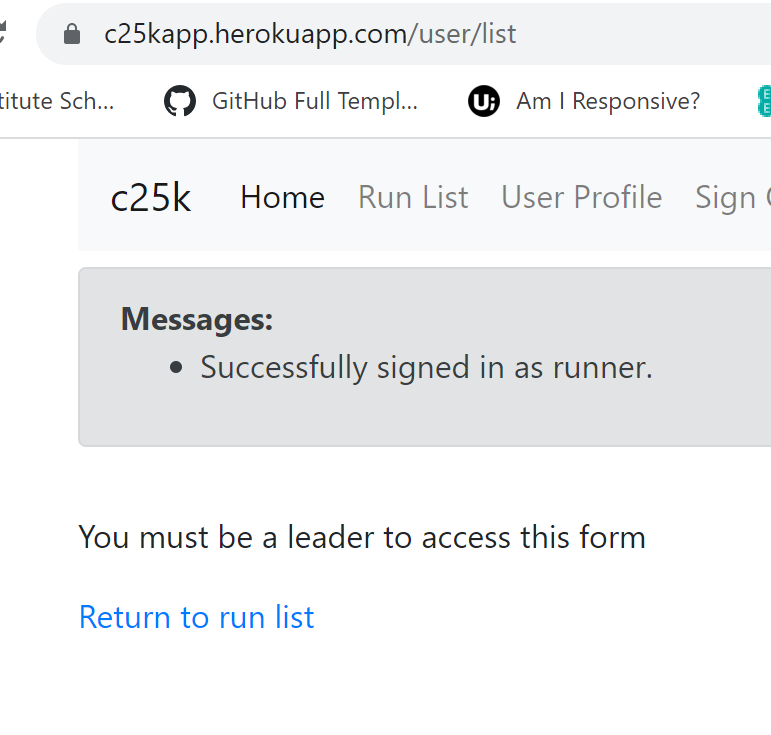 c25kapp.herokuapp.com/user/list
titute Sch... GitHub Full Templ... Uj Am I Responsive?
c25k Home Run List User Profile Sign
Messages:
• Successfully signed in as runner.
You must be a leader to access this form
Return to run list